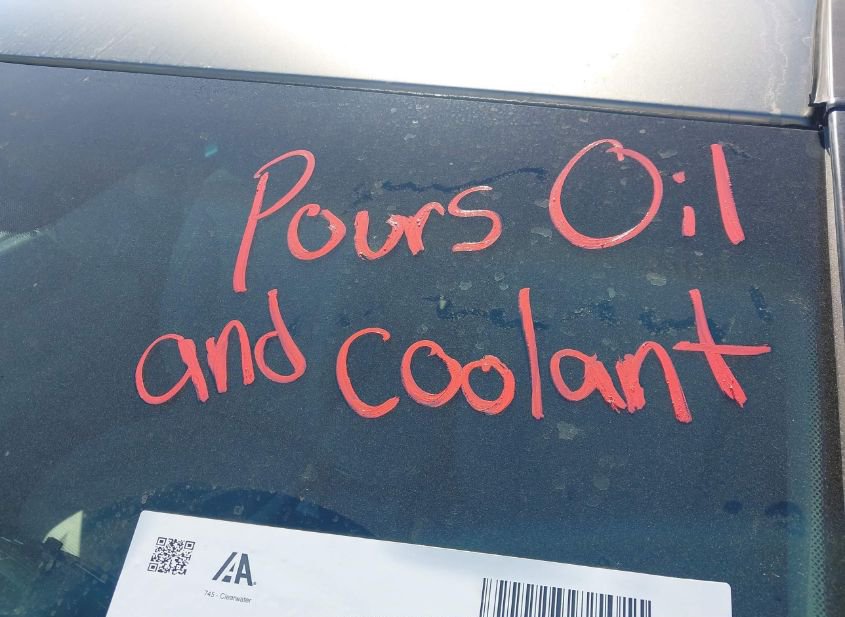 Pours Oil
and coolant
IAA
745 - Clearwater